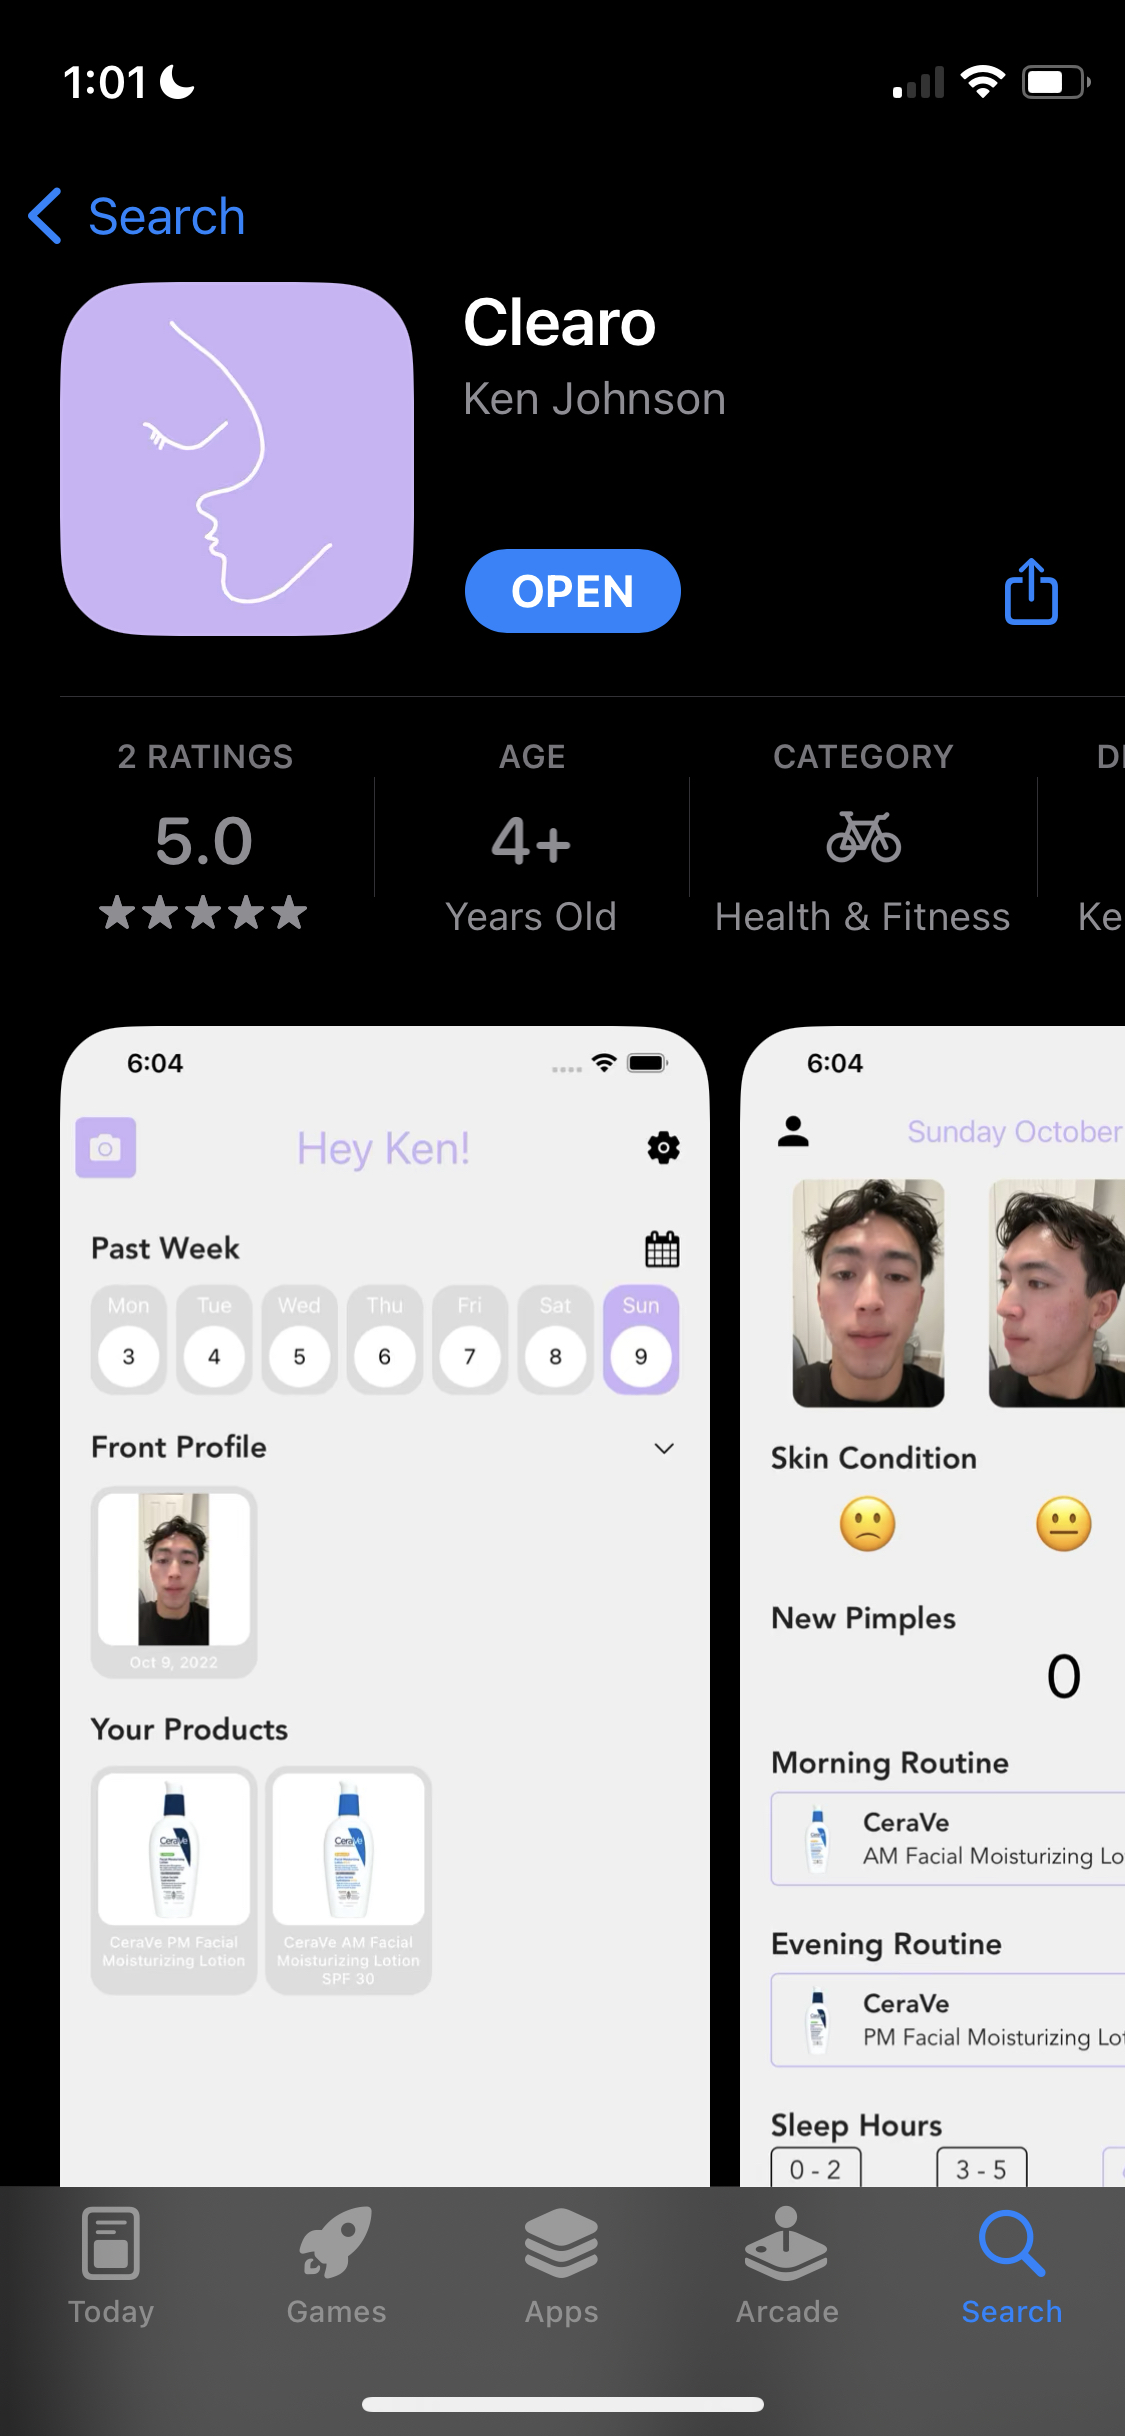 1:01
Search
Clearo
Ken Johnson
OPEN
2 RATINGS
5.0
AGE
4+
Years Old
CATEGORY
Health & Fitness
DE
Ke
6:04
Hey Ken!
Past Week
Mon Tue Wed Thu Fri Sat Sun
3 4 5 6 7 8 9
Front Profile
Oct 9, 2022
Your Products
CeraVe
CeraVe
CeraVe PM Facial
Moisturizing Lotion
CeraVe AM Facial
Moisturizing Lotion
SPF 30
6:04
Sunday October
Skin Condition
New Pimples
0
Morning Routine
CeraVe
AM Facial Moisturizing Lo
Evening Routine
CeraVe
PM Facial Moisturizing Lot
Sleep Hours
0 - 2
3 - 5
Today
Games
Apps
Arcade
Search